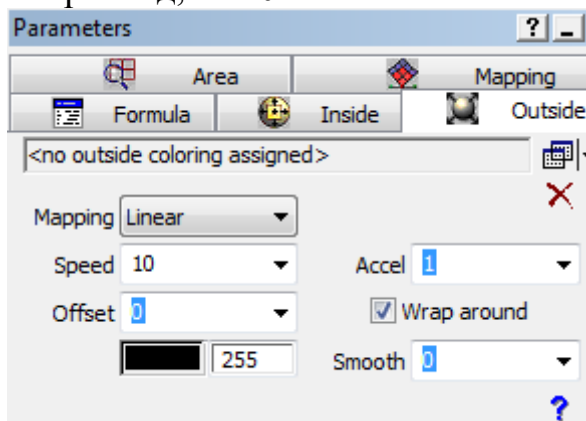 Parameters
Area Mapping
Formula Inside Outside
<no outside coloring assigned>
Mapping Linear
Speed 10 Accel 1
Offset 0 Wrap around
255 Smooth 0